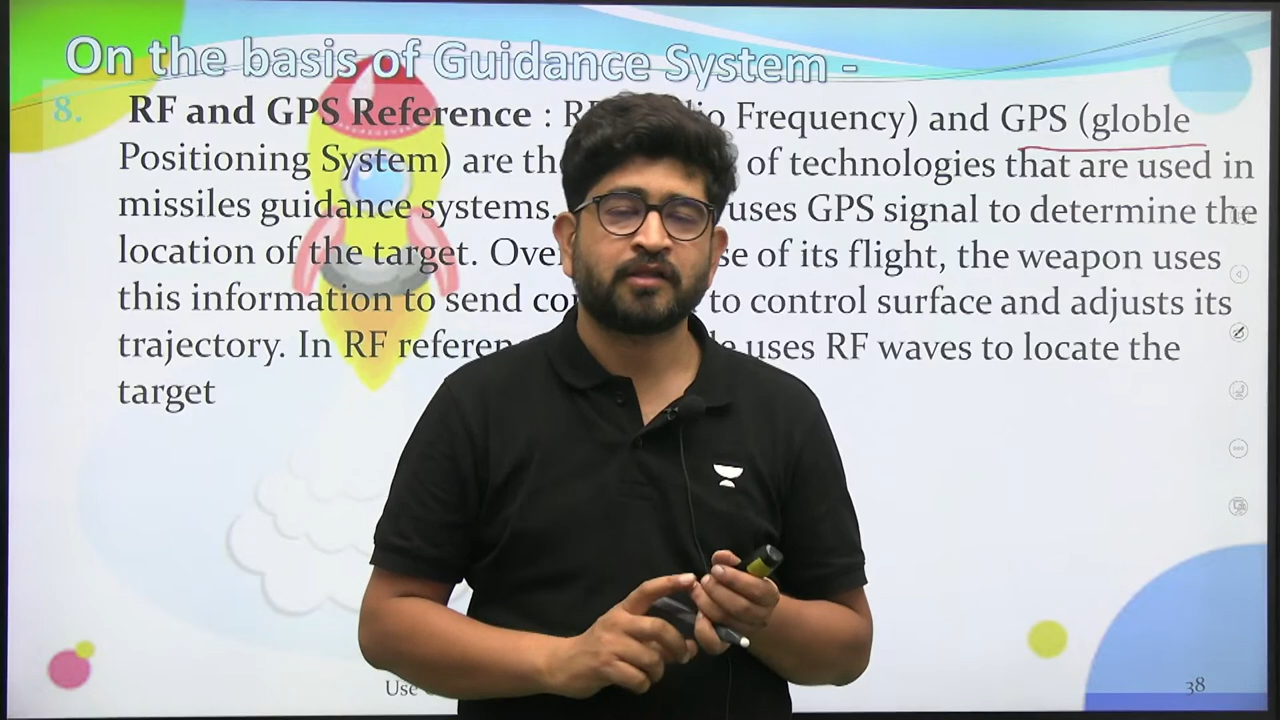 On the basis of Guidance System -
8. RF and GPS Reference : Frequency) and GPS (globle
Positioning System) are of technologies that are used in
missiles guidance systems. uses GPS signal to determine the
location of the target. of its flight, the weapon uses
this information to send to control surface and adjusts its
trajectory. In RF uses RF waves to locate the
target
Use
38